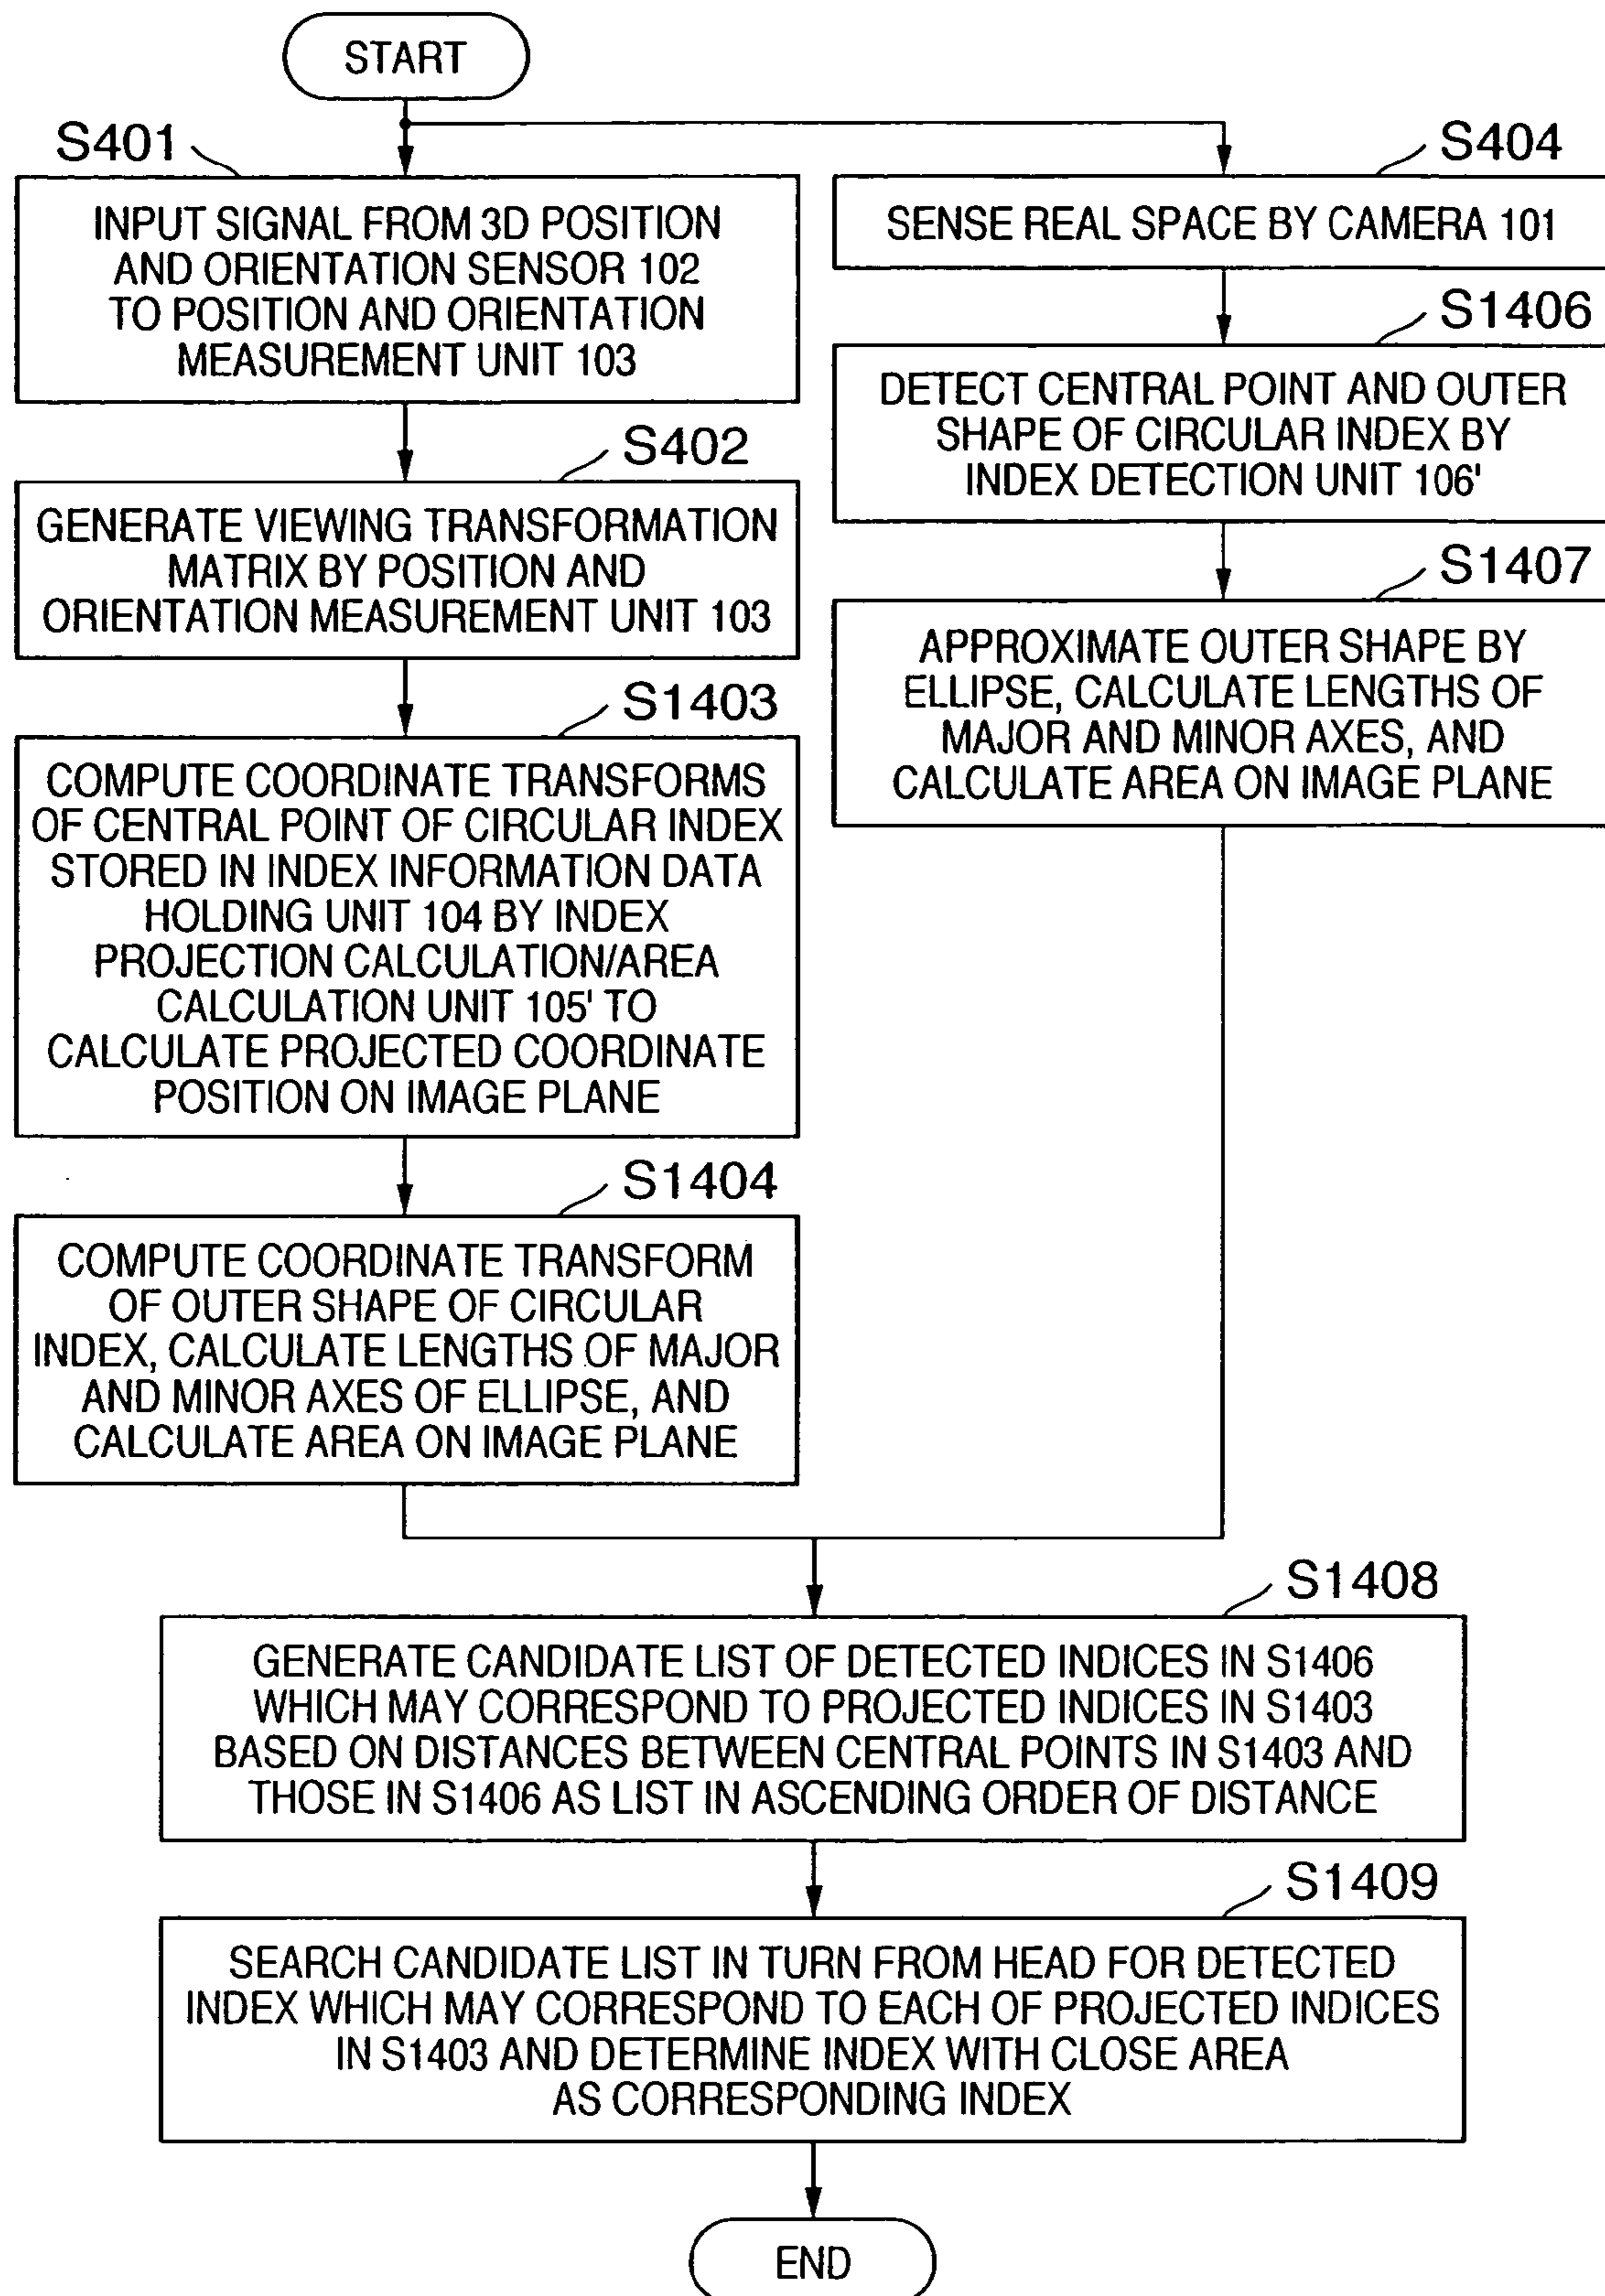 START
S401
INPUT SIGNAL FROM 3D POSITION
AND ORIENTATION SENSOR 102
TO POSITION AND ORIENTATION
MEASUREMENT UNIT 103
S402
GENERATE VIEWING TRANSFORMATION
MATRIX BY POSITION AND
ORIENTATION MEASUREMENT UNIT 103
S1403
COMPUTE COORDINATE TRANSFORMS
OF CENTRAL POINT OF CIRCULAR INDEX
STORED IN INDEX INFORMATION DATA
HOLDING UNIT 104 BY INDEX
PROJECTION CALCULATION/AREA
CALCULATION UNIT 105' TO
CALCULATE PROJECTED COORDINATE
POSITION ON IMAGE PLANE
S1404
COMPUTE COORDINATE TRANSFORM
OF OUTER SHAPE OF CIRCULAR
INDEX, CALCULATE LENGTHS OF MAJOR
AND MINOR AXES OF ELLIPSE, AND
CALCULATE AREA ON IMAGE PLANE
S404
SENSE REAL SPACE BY CAMERA 101
S1406
DETECT CENTRAL POINT AND OUTER
SHAPE OF CIRCULAR INDEX BY
INDEX DETECTION UNIT 106'
S1407
APPROXIMATE OUTER SHAPE BY
ELLIPSE, CALCULATE LENGTHS OF
MAJOR AND MINOR AXES, AND
CALCULATE AREA ON IMAGE PLANE
S1408
GENERATE CANDIDATE LIST OF DETECTED INDICES IN S1406
WHICH MAY CORRESPOND TO PROJECTED INDICES IN S1403
BASED ON DISTANCES BETWEEN CENTRAL POINTS IN S1403 AND
THOSE IN S1406 AS LIST IN ASCENDING ORDER OF DISTANCE
S1409
SEARCH CANDIDATE LIST IN TURN FROM HEAD FOR DETECTED
INDEX WHICH MAY CORRESPOND TO EACH OF PROJECTED INDICES
IN S1403 AND DETERMINE INDEX WITH CLOSE AREA
AS CORRESPONDING INDEX
END